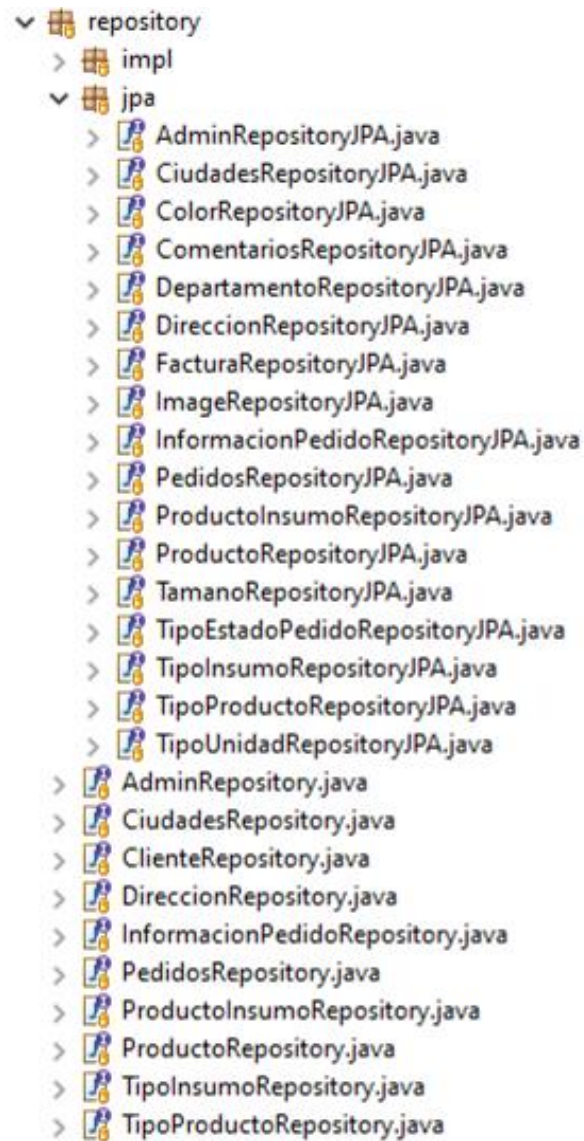 repository
impl
jpa
AdminRepositoryJPA.java
CiudadesRepositoryJPA.java
ColorRepositoryJPA.java
ComentariosRepositoryJPA.java
DepartamentoRepositoryJPA.java
DireccionRepositoryJPA.java
FacturaRepositoryJPA.java
ImageRepositoryJPA.java
InformacionPedidoRepositoryJPA.java
PedidosRepositoryJPA.java
ProductoInsumoRepositoryJPA.java
ProductoRepositoryJPA.java
TamanoRepositoryJPA.java
TipoEstadoPedidoRepositoryJPA.java
TipoInsumoRepositoryJPA.java
TipoProductoRepositoryJPA.java
TipoUnidadRepositoryJPA.java
AdminRepository.java
CiudadesRepository.java
ClienteRepository.java
DireccionRepository.java
InformacionPedidoRepository.java
PedidosRepository.java
ProductoInsumoRepository.java
ProductoRepository.java
TipoInsumoRepository.java
TipoProductoRepository.java